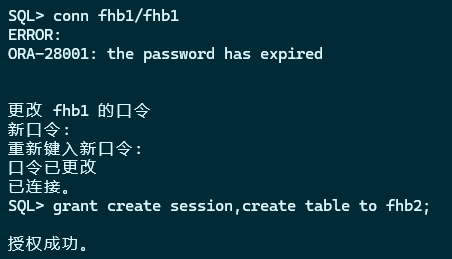 SQL> conn fhb1/fhb1
ERROR:
ORA-28001: the password has expired
更改 fhb1 的口令
新口令:
重新键入新口令:
口令已更改
已连接。
SQL> grant create session,create table to fhb2;
授权成功。